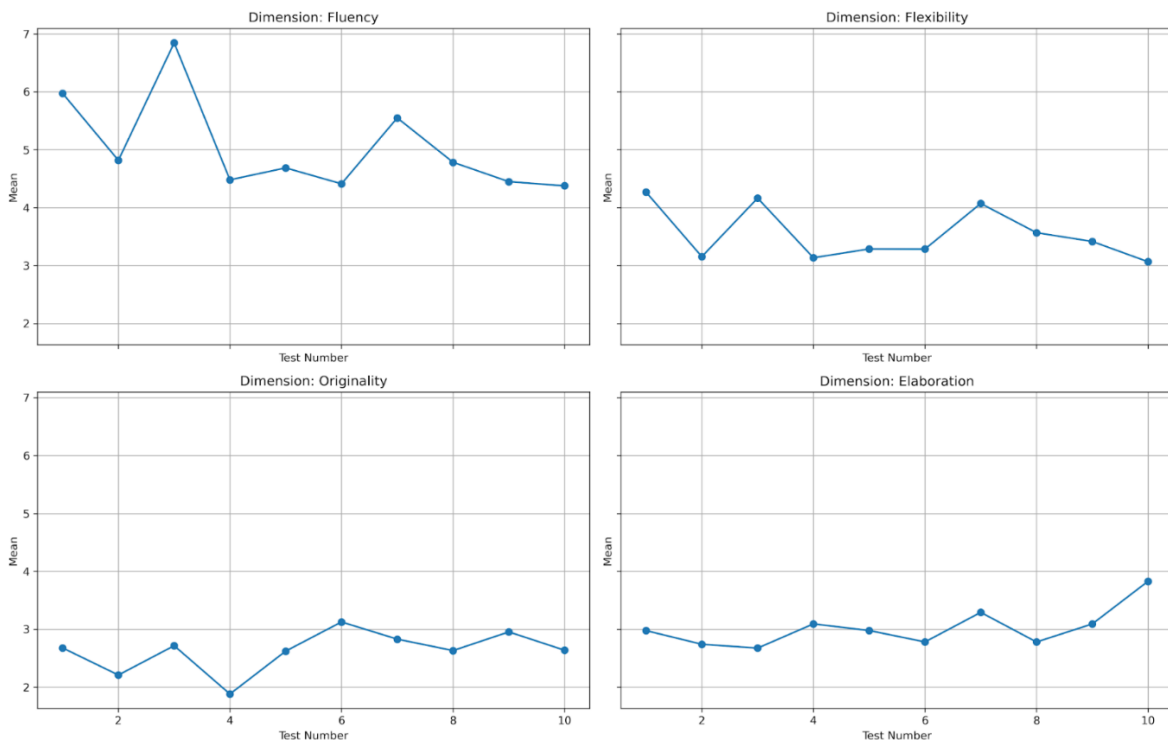 Dimension: Fluency
7
6
5
4
3
2
Mean
Test Number
Dimension: Flexibility
Mean
Test Number
Dimension: Originality
7
6
5
4
3
2
Mean
2
4
6
8
10
Test Number
Dimension: Elaboration
Mean
2
4
6
8
10
Test Number